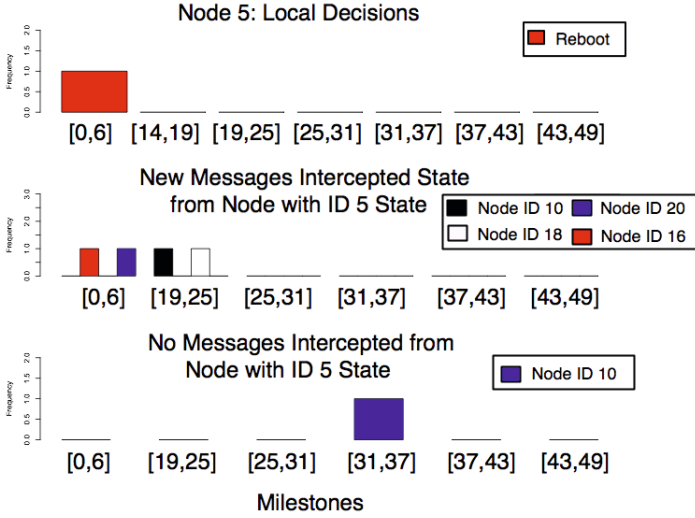 Node 5: Local Decisions
Frequency
2.0
1.5
1.0
0.5
0.0
Reboot
[0,6] [14,19] [19,25] [25,31] [31,37] [37,43] [43,49]
New Messages Intercepted State
from Node with ID 5 State
Frequency
3.0
2.0
1.0
0.0
Node ID 10 Node ID 20
Node ID 18 Node ID 16
[0,6] [19,25] [25,31] [31,37] [37,43] [43,49]
No Messages Intercepted from
Node with ID 5 State
Frequency
2.0
1.5
1.0
0.5
0.0
Node ID 10
[0,6] [19,25] [25,31] [31,37] [37,43] [43,49]
Milestones